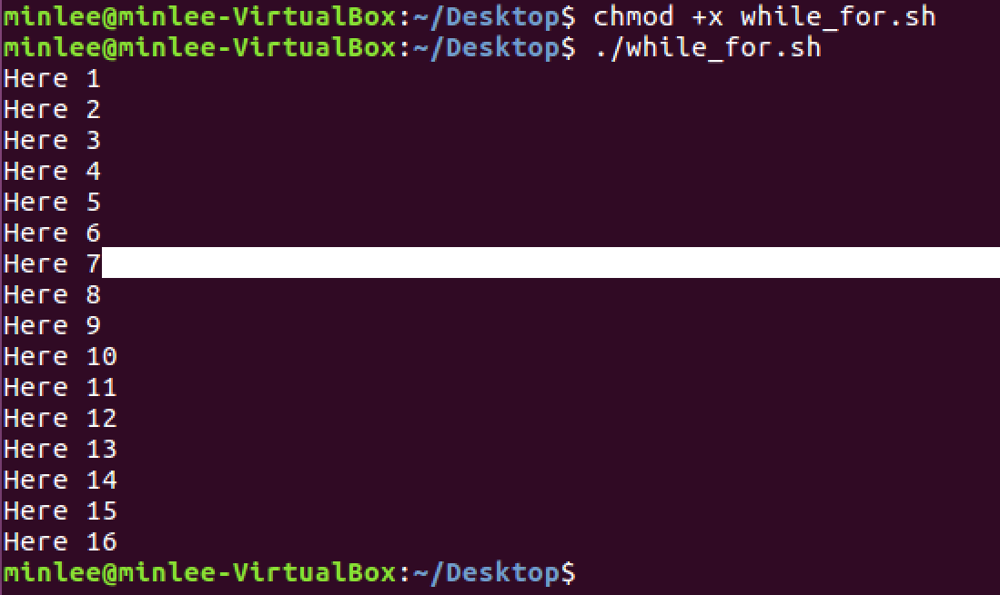 minlee@minlee-VirtualBox:~/Desktop$ chmod +x while_for.sh
minlee@minlee-VirtualBox:~/Desktop$ ./while_for.sh
Here 1
Here 2
Here 3
Here 4
Here 5
Here 6
Here 7
Here 8
Here 9
Here 10
Here 11
Here 12
Here 13
Here 14
Here 15
Here 16
minlee@minlee-VirtualBox:~/Desktop$